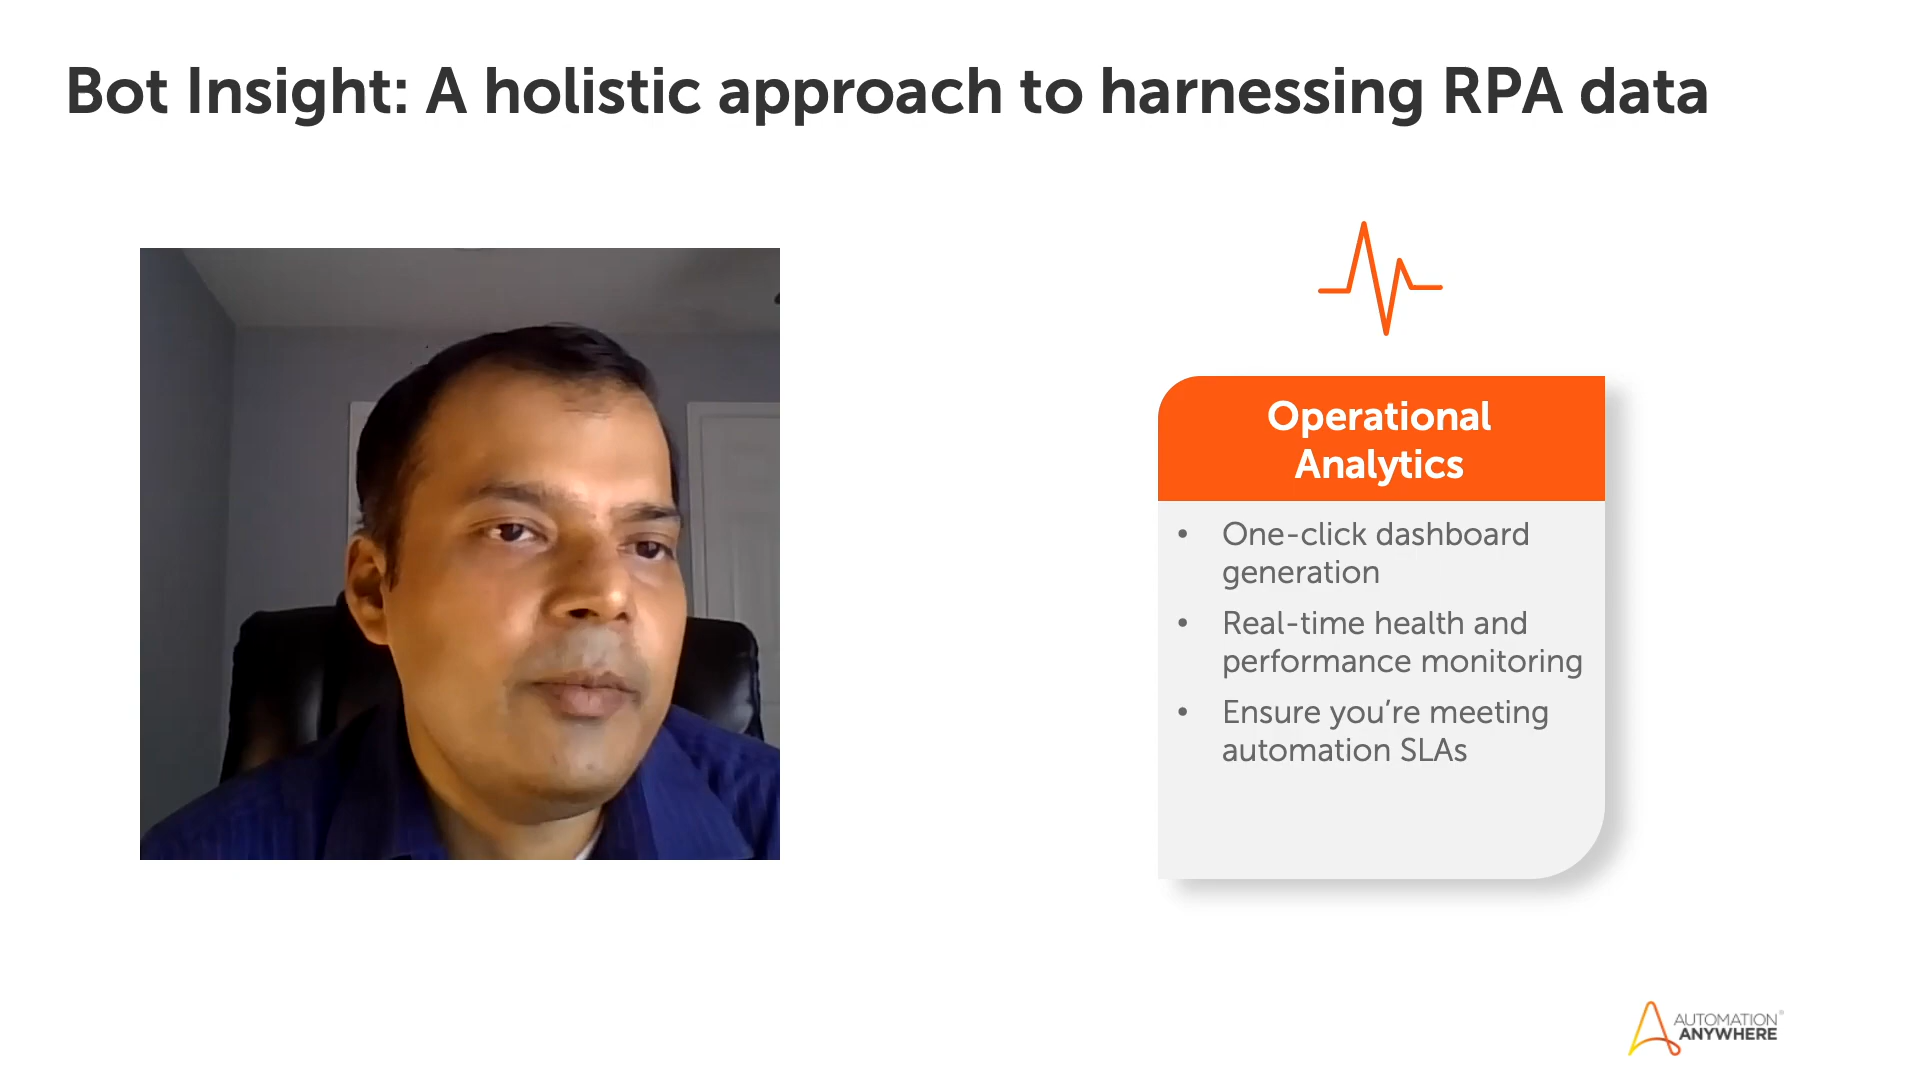 Bot Insight: A holistic approach to harnessing RPA data
Operational
Analytics
• One-click dashboard
generation
• Real-time health and
performance monitoring
• Ensure you’re meeting
automation SLAs
AUTOMATION®
ANYWHERE